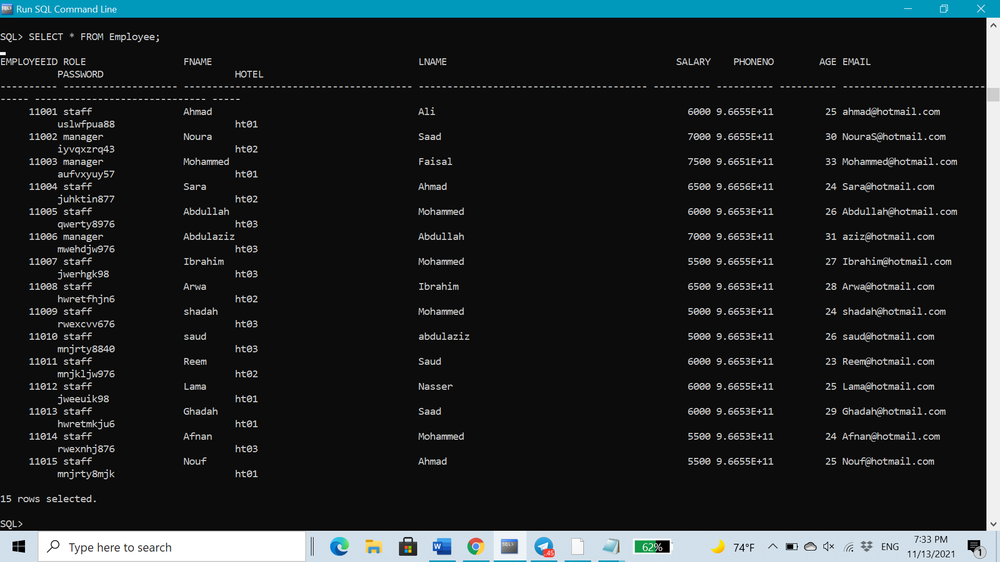 Run SQL Command Line
SQL> SELECT * FROM Employee;
EMPLOYEEID ROLE FNAME LNAME SALARY PHONENO AGE EMAIL
PASSWORD HOTEL
---------- -------------------- ---------------------------------------- ---------------------------------------- ---------- ---------- ---------- -------------------------
----- ------------------------------ -----
11001 staff Ahmad Ali 6000 9.6655E+11 25 ahmad@hotmail.com
uslwfpua88 ht01
11002 manager Noura Saad 7000 9.6655E+11 30 NouraS@hotmail.com
iyvqxzrq43 ht02
11003 manager Mohammed Faisal 7500 9.6651E+11 33 Mohammed@hotmail.com
aufvxyuy57 ht01
11004 staff Sara Ahmad 6500 9.6656E+11 24 Sara@hotmail.com
juhktin877 ht02
11005 staff Abdullah Mohammed 6000 9.6653E+11 26 Abdullah@hotmail.com
qwerty8976 ht03
11006 manager Abdulaziz Abdullah 7000 9.6653E+11 31 aziz@hotmail.com
mwehdjw976 ht03
11007 staff Ibrahim Mohammed 5500 9.6655E+11 27 Ibrahim@hotmail.com
jwerhgk98 ht03
11008 staff Arwa Ibrahim 6500 9.6653E+11 28 Arwa@hotmail.com
hwretfhjn6 ht02
11009 staff shadah Mohammed 5000 9.6653E+11 24 shadah@hotmail.com
rwexcvv676 ht03
11010 staff saud abdulaziz 5000 9.6653E+11 26 saud@hotmail.com
mnjrty8840 ht03
11011 staff Reem Saud 6000 9.6653E+11 23 Reem@hotmail.com
mnjkljw976 ht02
11012 staff Lama Nasser 6000 9.6655E+11 25 Lama@hotmail.com
jweeuik98 ht01
11013 staff Ghadah Saad 6000 9.6653E+11 29 Ghadah@hotmail.com
hwretmkju6 ht01
11014 staff Afnan Mohammed 5500 9.6653E+11 24 Afnan@hotmail.com
rwexnhj876 ht03
11015 staff Nouf Ahmad 5500 9.6655E+11 25 Nouf@hotmail.com
mnjrty8mjk ht01
15 rows selected.
SQL>
Type here to search
SQL>
..45
62%
74°F
ENG
7:33 PM
11/13/2021
1